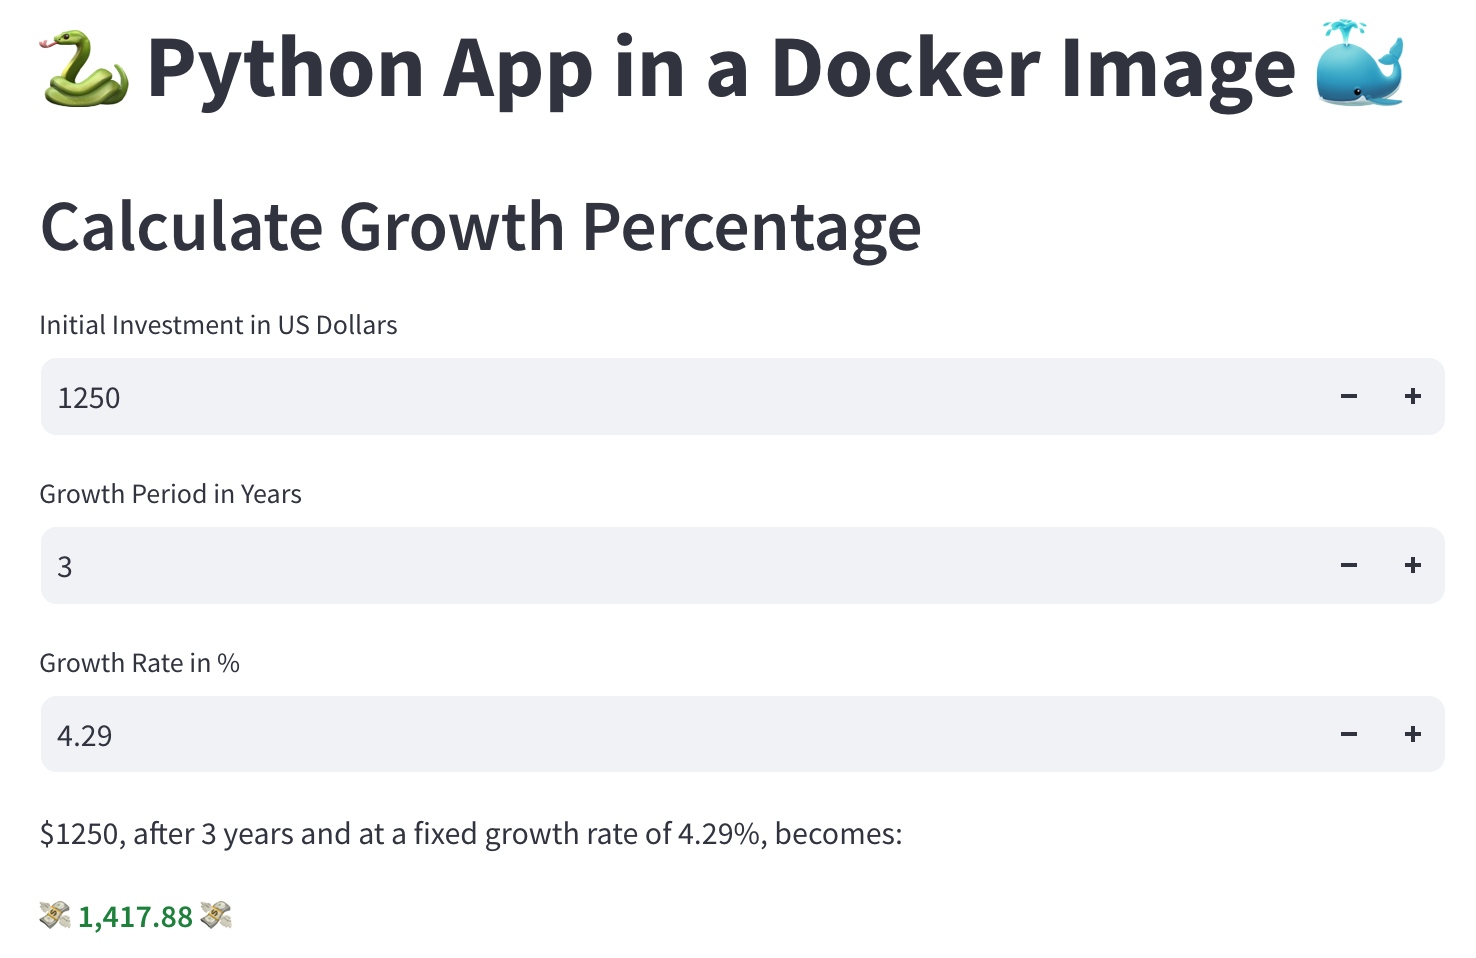 🐍 Python App in a Docker Image 🐳
Calculate Growth Percentage
Initial Investment in US Dollars
1250
Growth Period in Years
3
Growth Rate in %
4.29
$1250, after 3 years and at a fixed growth rate of 4.29%, becomes:
💸 1,417.88 💸